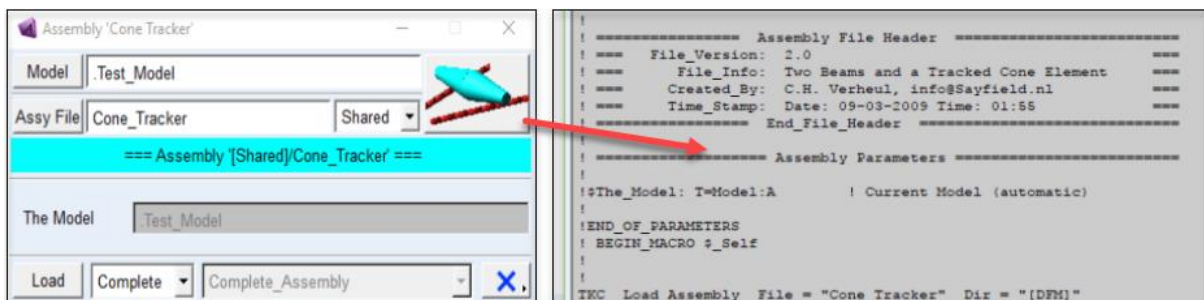 Assembly 'Cone Tracker'
Model .Test_Model
Assy File Cone_Tracker Shared
=== Assembly '[Shared]/Cone_Tracker' ===
The Model .Test_Model
Load Complete Complete_Assembly
!
! ================= Assembly File Header ==========================
! === File_Version: 2.0 ===
! === File_Info: Two Beams and a Tracked Cone Element ===
! === Created_By: C.H. Verheul, info@Sayfield.nl ===
! === Time_Stamp: Date: 09-03-2009 Time: 01:55 ===
! ================== End_File_Header ==============================
!
! ==================== Assembly Parameters ==========================
!
!$The_Model: T=Model:A ! Current Model (automatic)
!
!END_OF_PARAMETERS
! BEGIN_MACRO $_Self
!
!
TKC Load Assembly File = "Cone Tracker" Dir = "[DFM]"